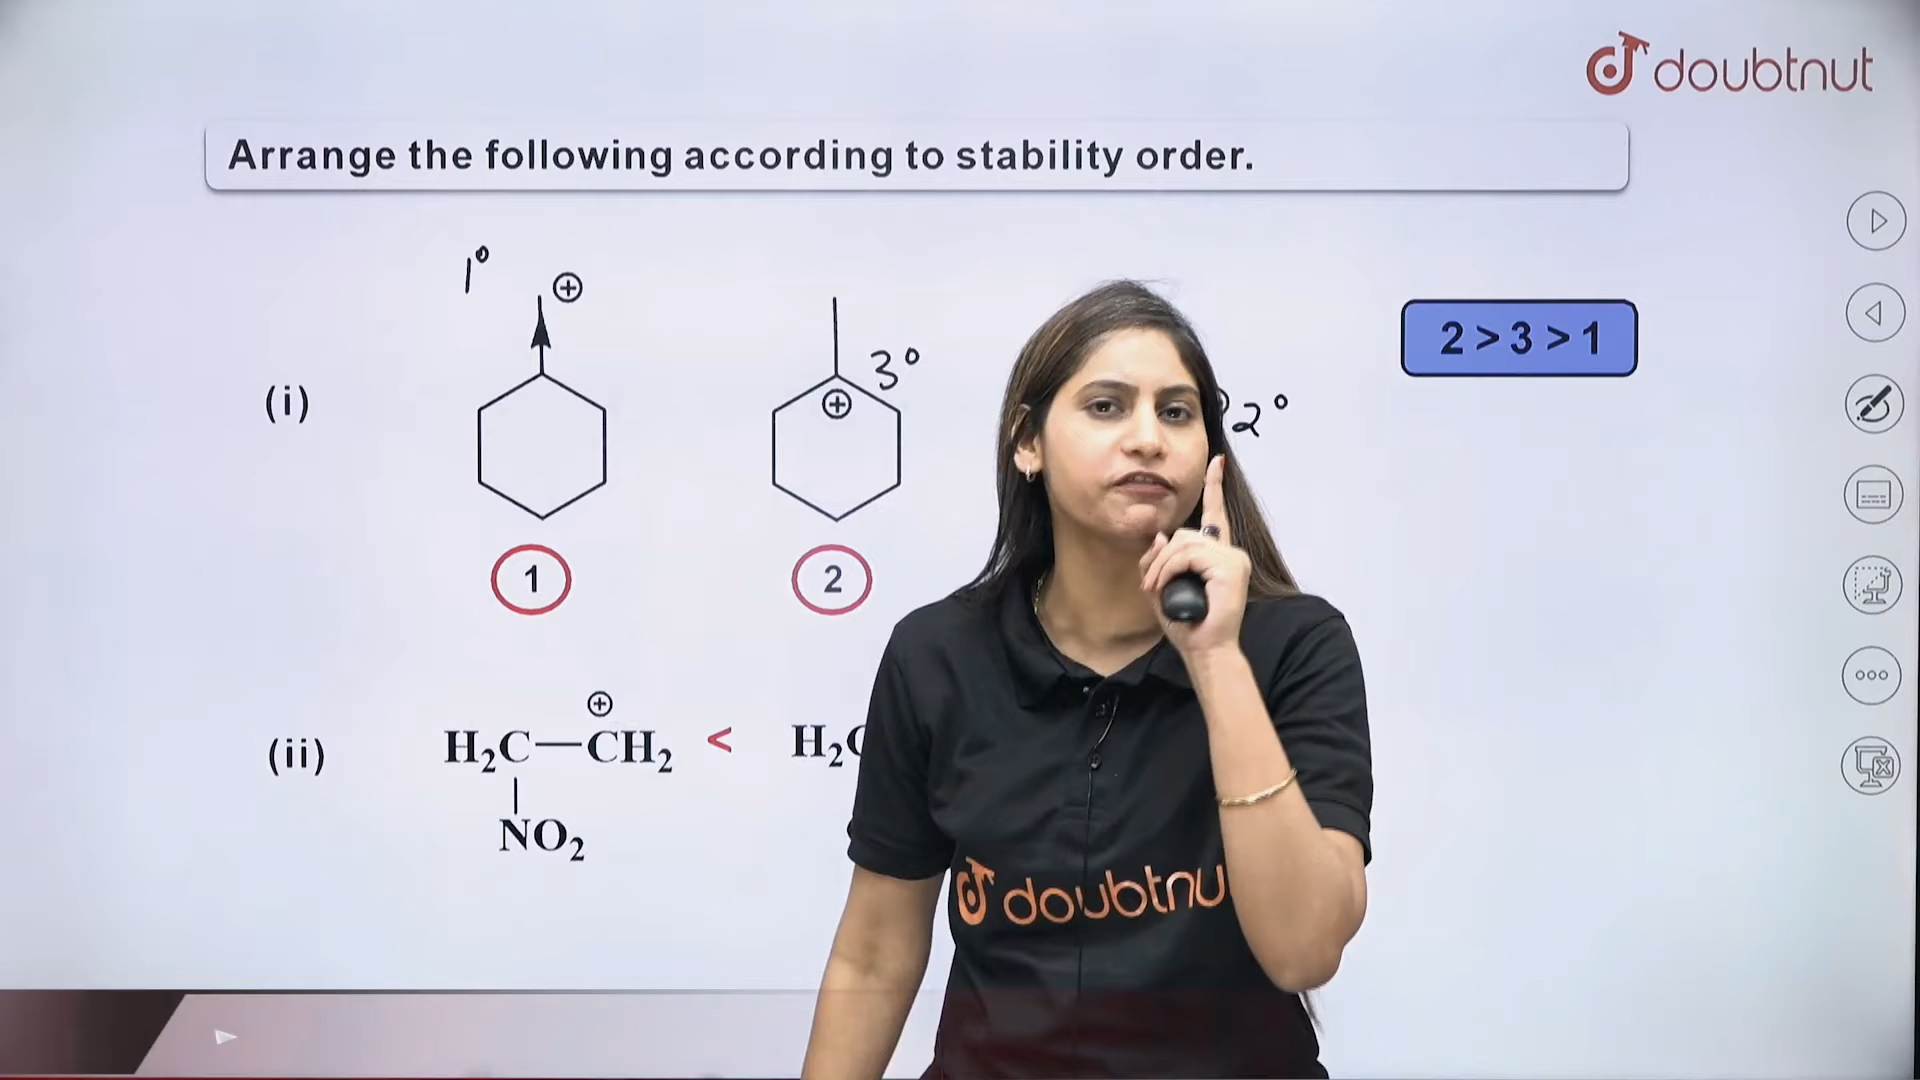 doubtnut
Arrange the following according to stability order.
1° ⊕
2 > 3 > 1
3°
(i) ⊕ 2°
1 2
⊕
(ii) H₂C—CH₂ < H₂C
|
NO₂
doubtnu